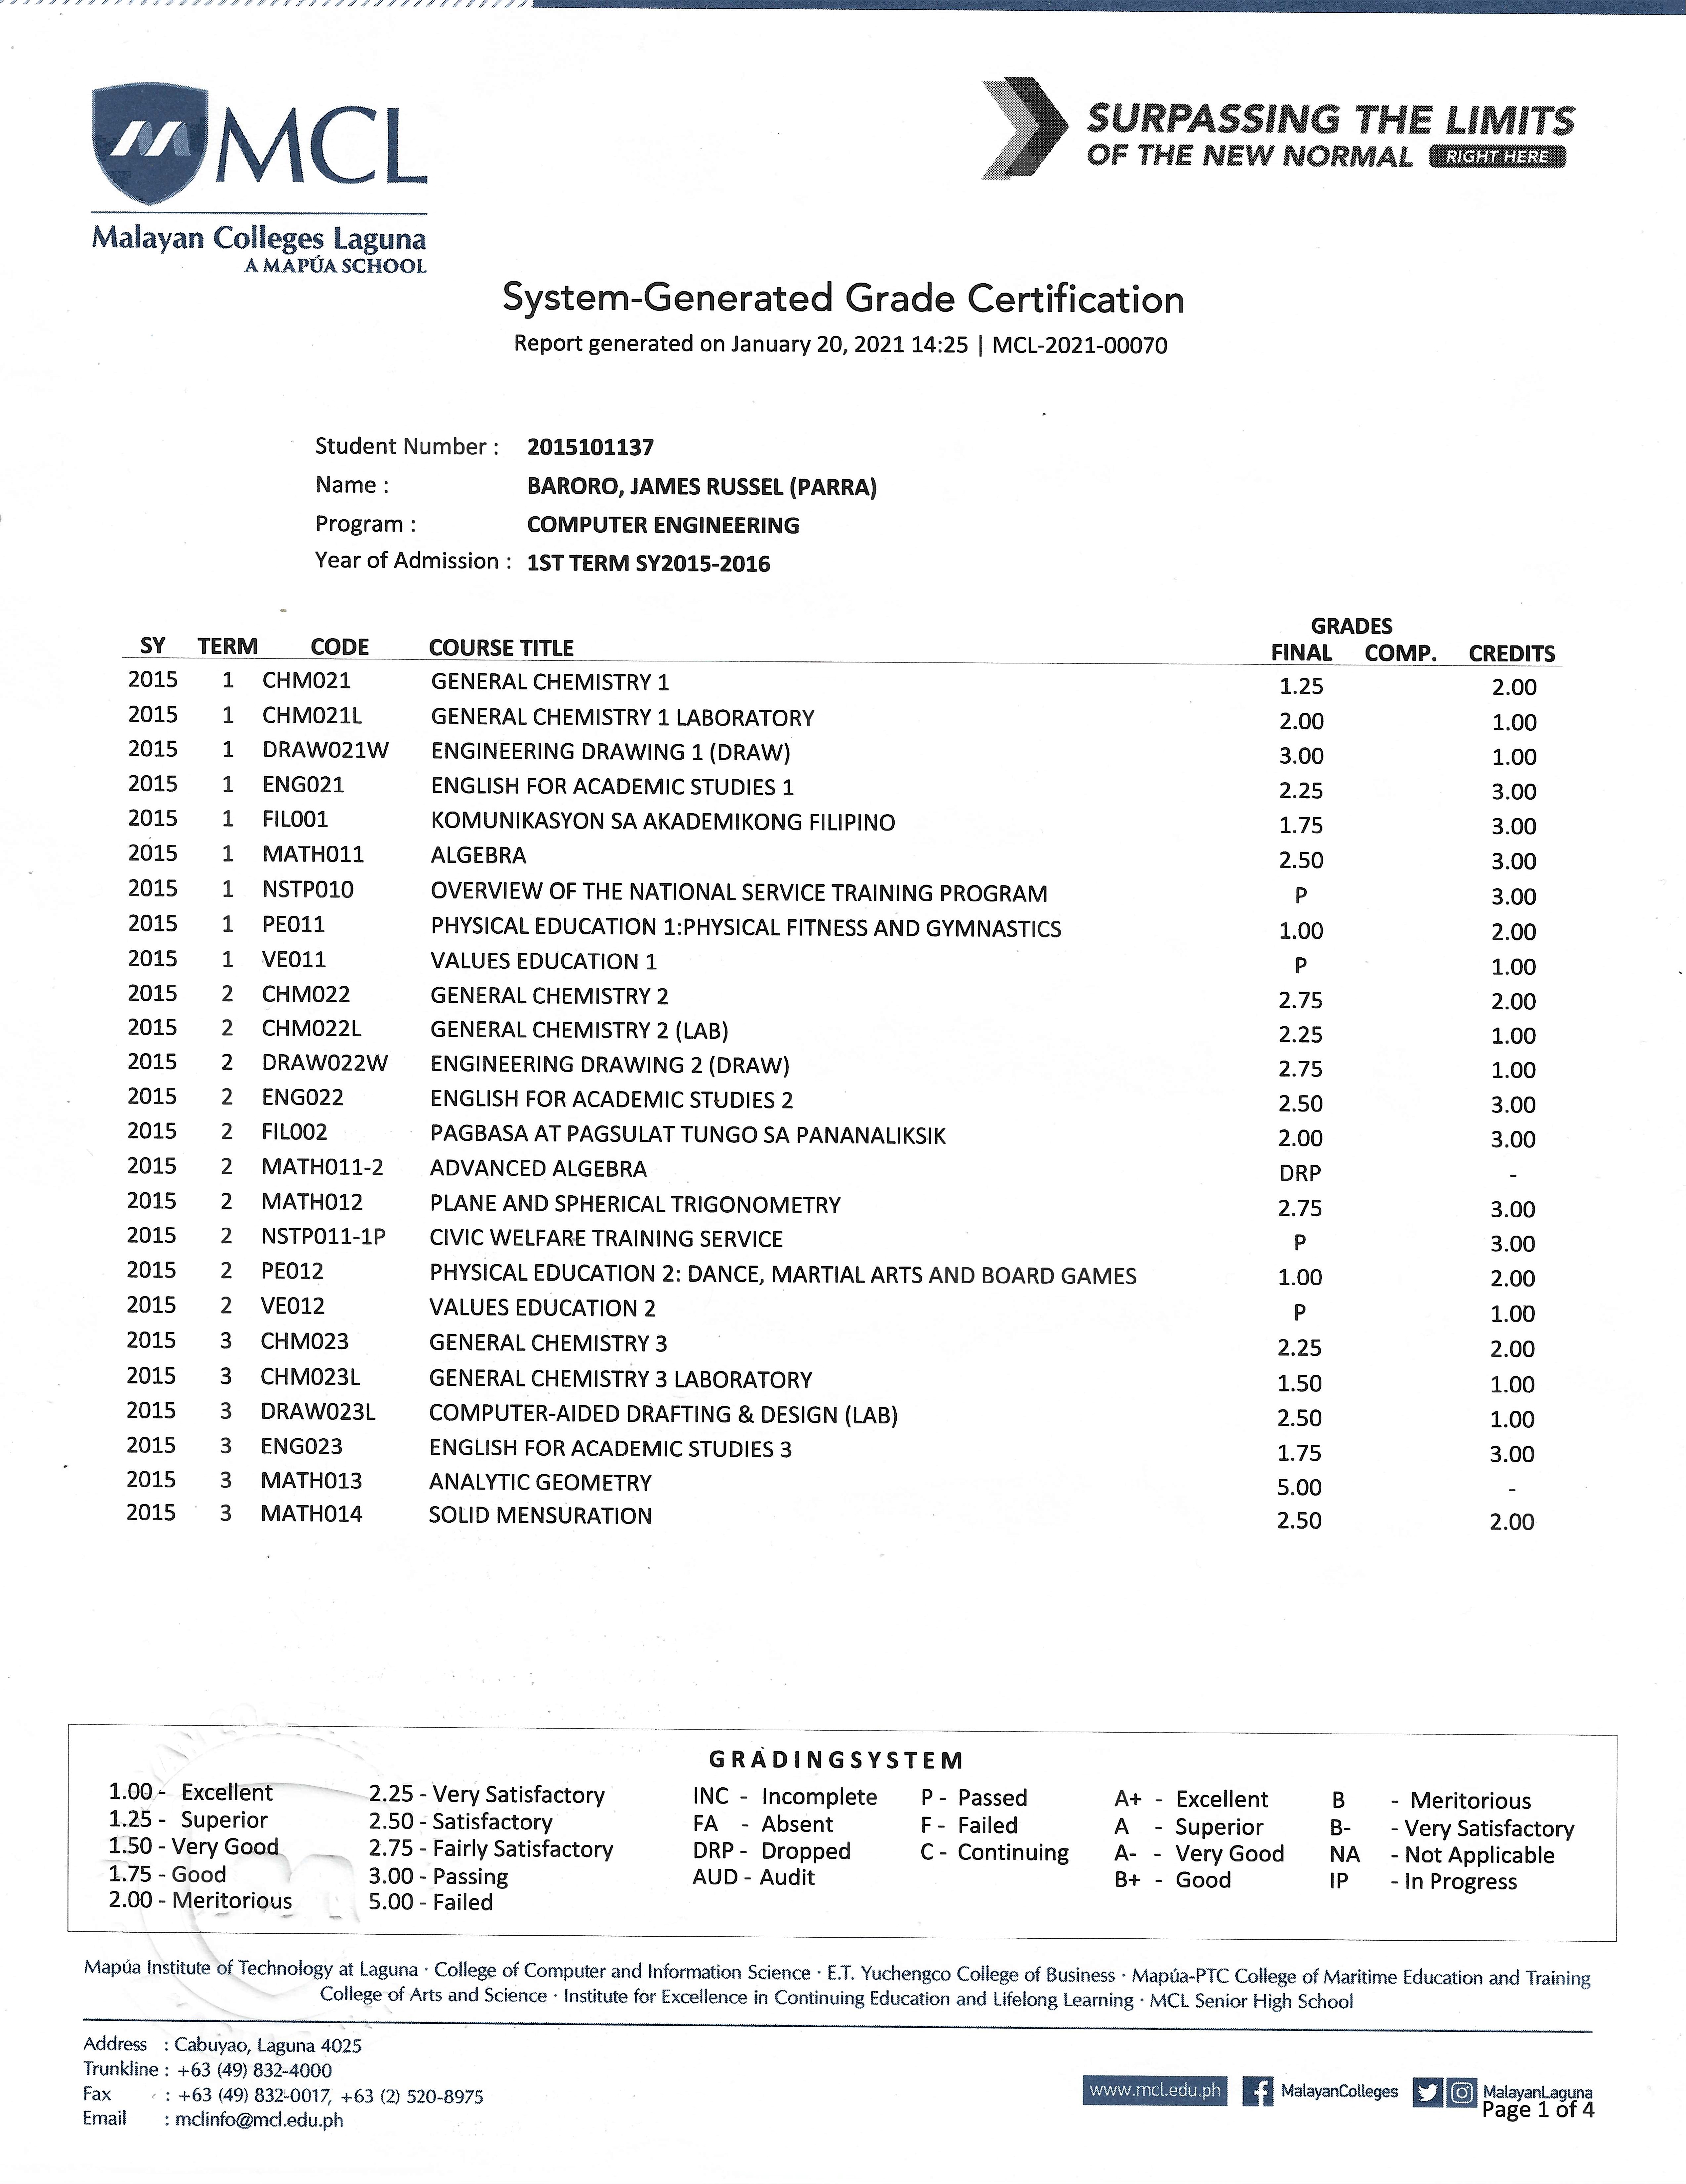 MCL
Malayan Colleges Laguna
A MAPÚA SCHOOL
SURPASSING THE LIMITS
OF THE NEW NORMAL RIGHT HERE
System-Generated Grade Certification
Report generated on January 20, 2021 14:25 | MCL-2021-00070
Student Number : 2015101137
Name : BARORO, JAMES RUSSEL (PARRA)
Program : COMPUTER ENGINEERING
Year of Admission : 1ST TERM SY2015-2016
GRADES
SY TERM CODE COURSE TITLE FINAL COMP. CREDITS
2015 1 CHM021 GENERAL CHEMISTRY 1 1.25 2.00
2015 1 CHM021L GENERAL CHEMISTRY 1 LABORATORY 2.00 1.00
2015 1 DRAW021W ENGINEERING DRAWING 1 (DRAW) 3.00 1.00
2015 1 ENG021 ENGLISH FOR ACADEMIC STUDIES 1 2.25 3.00
2015 1 FIL001 KOMUNIKASYON SA AKADEMIKONG FILIPINO 1.75 3.00
2015 1 MATH011 ALGEBRA 2.50 3.00
2015 1 NSTP010 OVERVIEW OF THE NATIONAL SERVICE TRAINING PROGRAM P 3.00
2015 1 PE011 PHYSICAL EDUCATION 1:PHYSICAL FITNESS AND GYMNASTICS 1.00 2.00
2015 1 VE011 VALUES EDUCATION 1 P 1.00
2015 2 CHM022 GENERAL CHEMISTRY 2 2.75 2.00
2015 2 CHM022L GENERAL CHEMISTRY 2 (LAB) 2.25 1.00
2015 2 DRAW022W ENGINEERING DRAWING 2 (DRAW) 2.75 1.00
2015 2 ENG022 ENGLISH FOR ACADEMIC STUDIES 2 2.50 3.00
2015 2 FIL002 PAGBASA AT PAGSULAT TUNGO SA PANANALIKSIK 2.00 3.00
2015 2 MATH011-2 ADVANCED ALGEBRA DRP -
2015 2 MATH012 PLANE AND SPHERICAL TRIGONOMETRY 2.75 3.00
2015 2 NSTP011-1P CIVIC WELFARE TRAINING SERVICE P 3.00
2015 2 PE012 PHYSICAL EDUCATION 2: DANCE, MARTIAL ARTS AND BOARD GAMES 1.00 2.00
2015 2 VE012 VALUES EDUCATION 2 P 1.00
2015 3 CHM023 GENERAL CHEMISTRY 3 2.25 2.00
2015 3 CHM023L GENERAL CHEMISTRY 3 LABORATORY 1.50 1.00
2015 3 DRAW023L COMPUTER-AIDED DRAFTING & DESIGN (LAB) 2.50 1.00
2015 3 ENG023 ENGLISH FOR ACADEMIC STUDIES 3 1.75 3.00
2015 3 MATH013 ANALYTIC GEOMETRY 5.00 -
2015 3 MATH014 SOLID MENSURATION 2.50 2.00
GRADINGSYSTEM
1.00 - Excellent 2.25 - Very Satisfactory INC - Incomplete P - Passed A+ - Excellent B - Meritorious
1.25 - Superior 2.50 - Satisfactory FA - Absent F - Failed A - Superior B- - Very Satisfactory
1.50 - Very Good 2.75 - Fairly Satisfactory DRP - Dropped C - Continuing A- - Very Good NA - Not Applicable
1.75 - Good 3.00 - Passing AUD - Audit B+ - Good IP - In Progress
2.00 - Meritorious 5.00 - Failed
Mapúa Institute of Technology at Laguna · College of Computer and Information Science · E.T. Yuchengco College of Business · Mapúa-PTC College of Maritime Education and Training
College of Arts and Science · Institute for Excellence in Continuing Education and Lifelong Learning · MCL Senior High School
Address : Cabuyao, Laguna 4025
Trunkline : +63 (49) 832-4000
Fax : +63 (49) 832-0017, +63 (2) 520-8975
Email : mclinfo@mcl.edu.ph
www.mcl.edu.ph MalayanColleges MalayanLaguna
Page 1 of 4